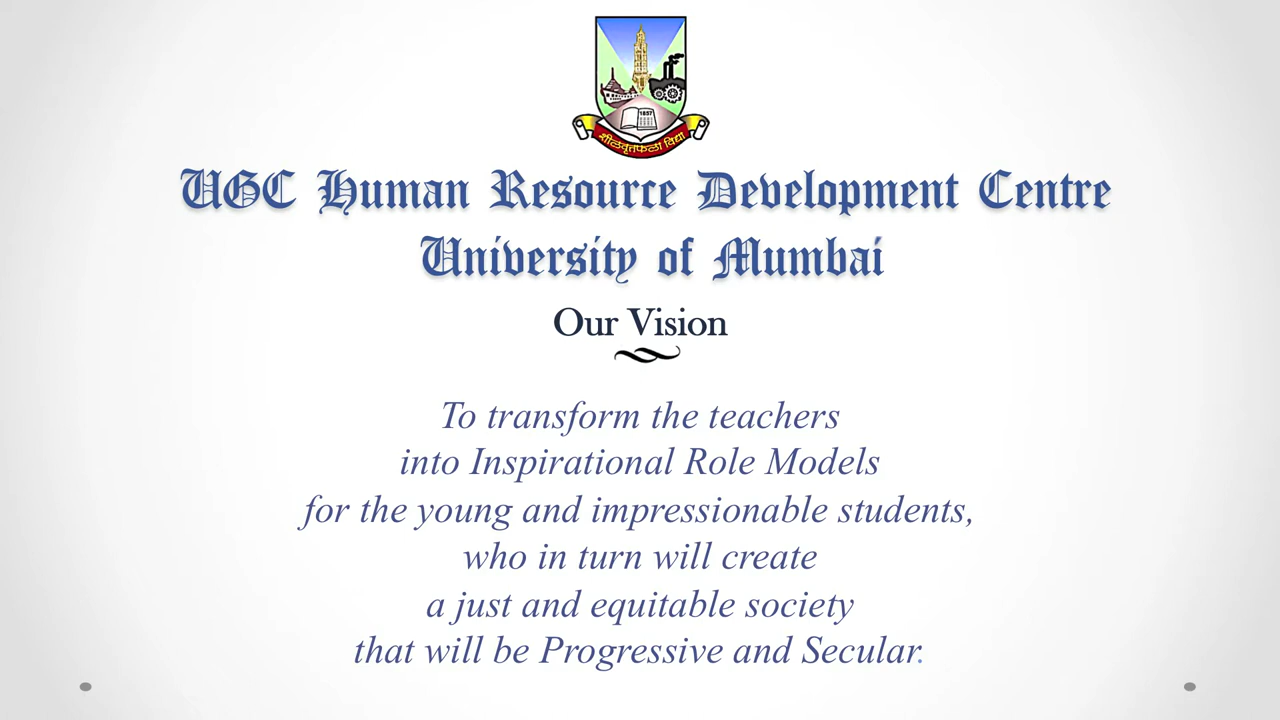 1857
शीलवृत्तफला विद्या
UGC Human Resource Development Centre
University of Mumbai
Our Vision
To transform the teachers
into Inspirational Role Models
for the young and impressionable students,
who in turn will create
a just and equitable society
that will be Progressive and Secular.